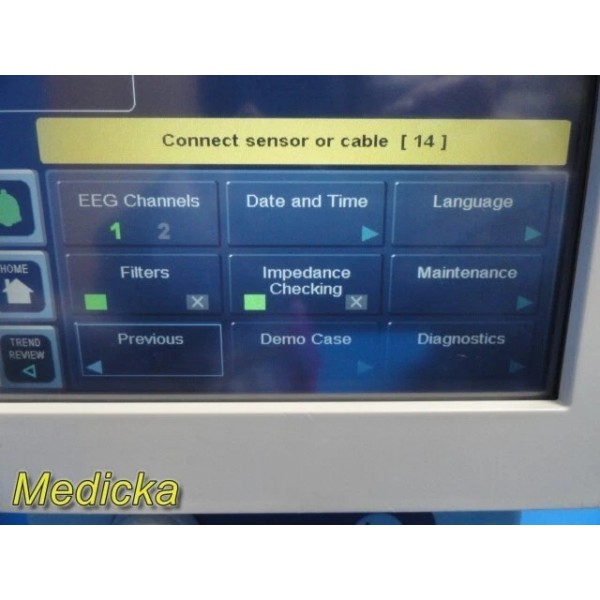 Connect sensor or cable [ 14 ]
EEG Channels
1 2
Date and Time
Language
HOME
Filters
Impedance
Checking
Maintenance
TREND
REVIEW
Previous
Demo Case
Diagnostics
Medicka